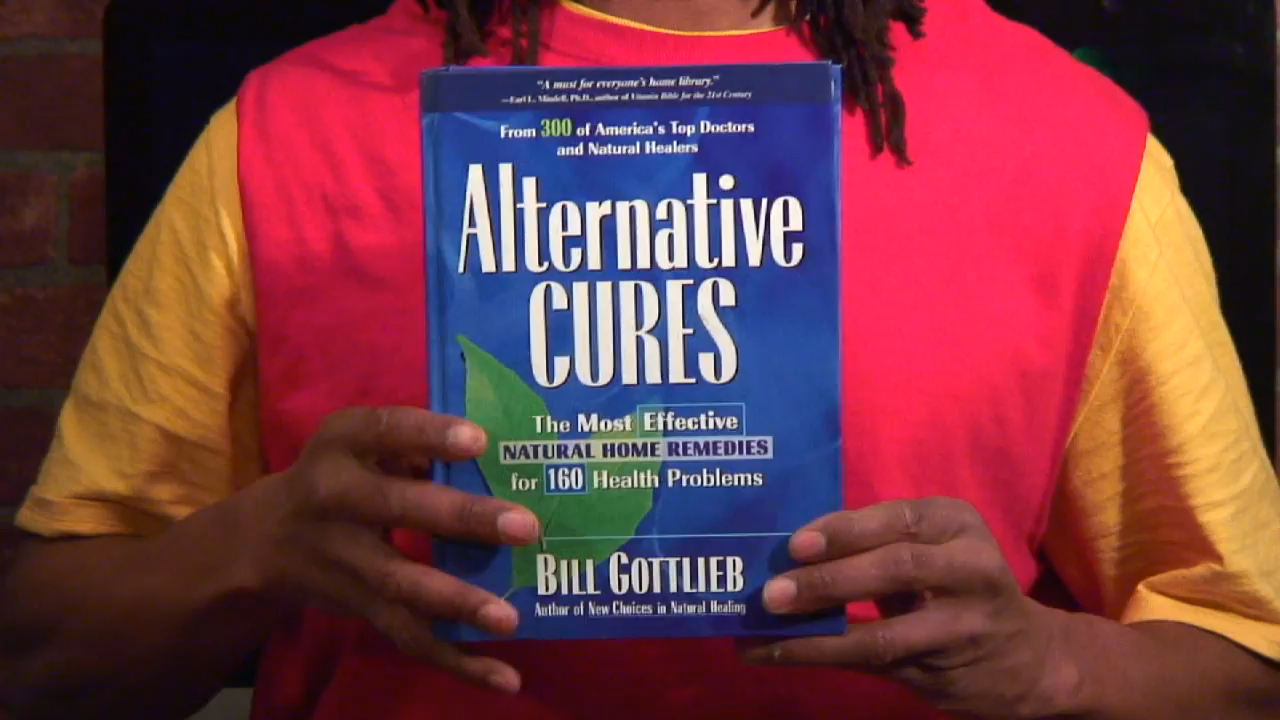 "A must for everyone's home library."
—Earl L. Mindell, Ph.D., author of Vitamin Bible for the 21st Century
From 300 of America's Top Doctors
and Natural Healers
Alternative
CURES
The Most Effective
NATURAL HOME REMEDIES
for 160 Health Problems
BILL GOTTLIEB
Author of New Choices in Natural Healing